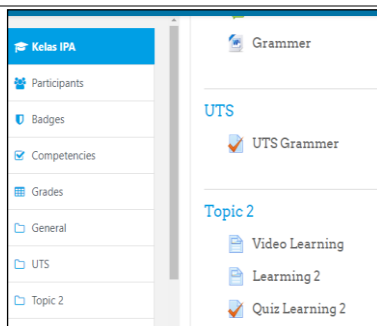 Kelas IPA
Participants
Badges
Competencies
Grades
General
UTS
Topic 2
Grammer
UTS
UTS Grammer
Topic 2
Video Learning
Learming 2
Quiz Learning 2